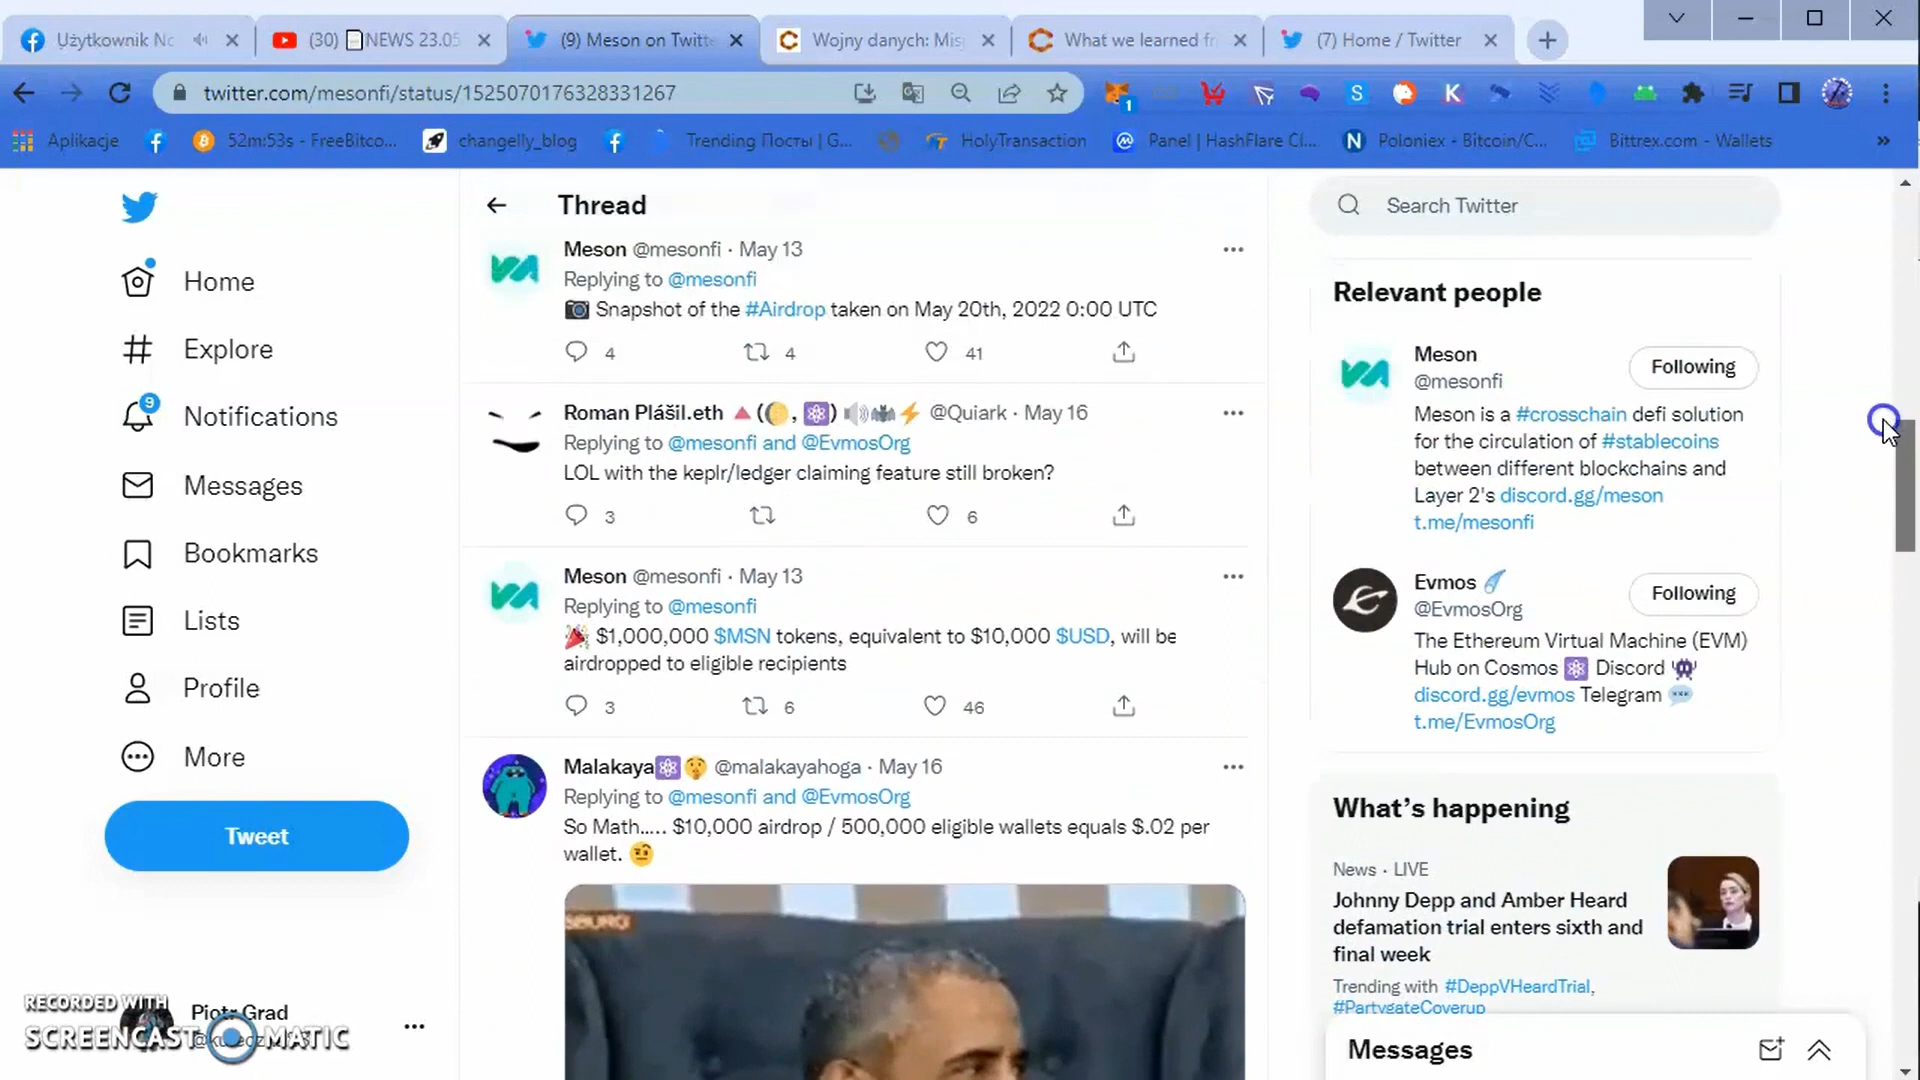 Użytkownik No
(30) NEWS 23.05
(9) Meson on Twitte
Wojny danych: Misj
What we learned fr
(7) Home / Twitter
twitter.com/mesonfi/status/1525070176328331267
1
Aplikacje
52m:53s - FreeBitco...
changelly_blog
Trending Посты | G...
HolyTransaction
Panel | HashFlare Cl...
Poloniex - Bitcoin/C...
Bittrex.com - Wallets
»
Home
Explore
9
Notifications
Messages
Bookmarks
Lists
Profile
More
Tweet
Piotr Grad
RECORDED WITH
SCREENCAST MATIC
Thread
Meson @mesonfi · May 13
Replying to @mesonfi
📷 Snapshot of the #Airdrop taken on May 20th, 2022 0:00 UTC
4 4 41
Roman Plášil.eth 🔺(🌕, ⚛️) 🔊🦇⚡ @Quiark · May 16
Replying to @mesonfi and @EvmosOrg
LOL with the keplr/ledger claiming feature still broken?
3 6
Meson @mesonfi · May 13
Replying to @mesonfi
🎉 $1,000,000 $MSN tokens, equivalent to $10,000 $USD, will be
airdropped to eligible recipients
3 6 46
Malakaya⚛️🤫 @malakayahoga · May 16
Replying to @mesonfi and @EvmosOrg
So Math..... $10,000 airdrop / 500,000 eligible wallets equals $.02 per
wallet. 🤨
Search Twitter
Relevant people
Meson
@mesonfi
Following
Meson is a #crosschain defi solution
for the circulation of #stablecoins
between different blockchains and
Layer 2's discord.gg/meson
t.me/mesonfi
Evmos ☄️
@EvmosOrg
Following
The Ethereum Virtual Machine (EVM)
Hub on Cosmos ⚛️ Discord 👾
discord.gg/evmos Telegram 💬
t.me/EvmosOrg
What's happening
News · LIVE
Johnny Depp and Amber Heard
defamation trial enters sixth and
final week
Trending with #DeppVHeardTrial,
#PartygateCoverup
Messages